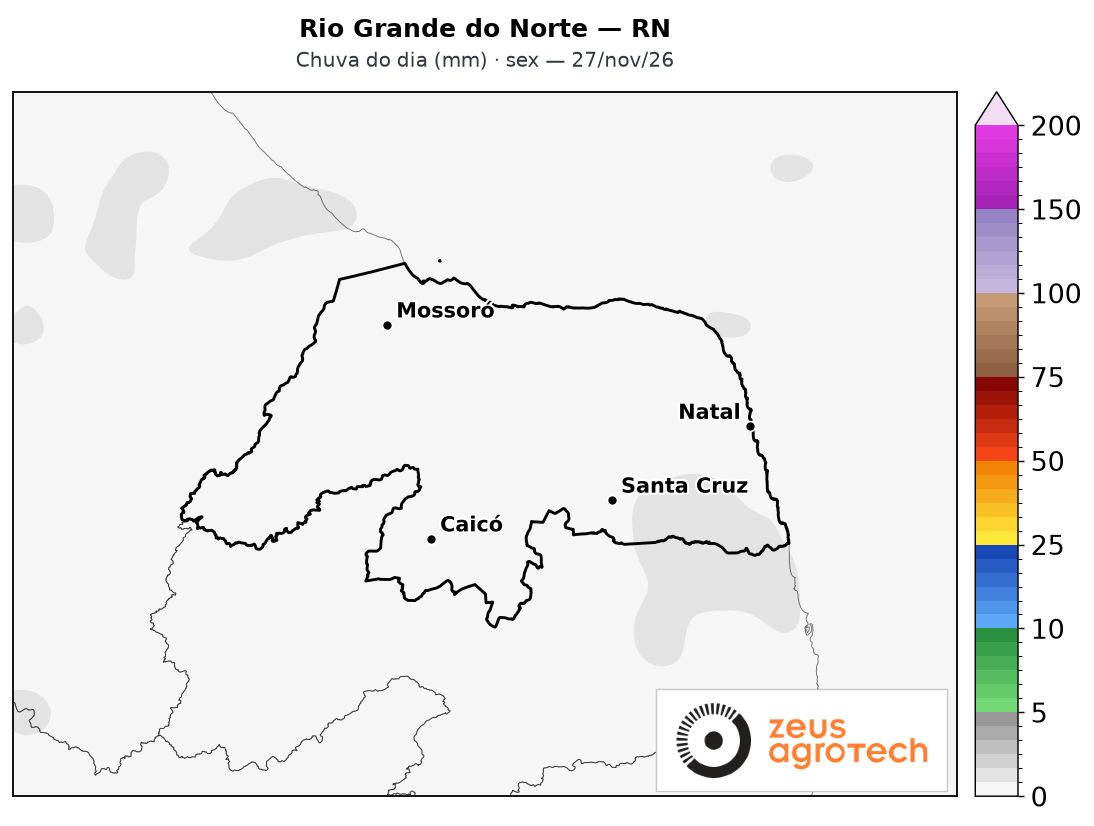 Rio Grande do Norte — RN
Chuva do dia (mm) · sex — 27/nov/26
200
150
100
75
50
25
10
5
0
Mossoró
Natal
Santa Cruz
Caicó
zeus
agrotech